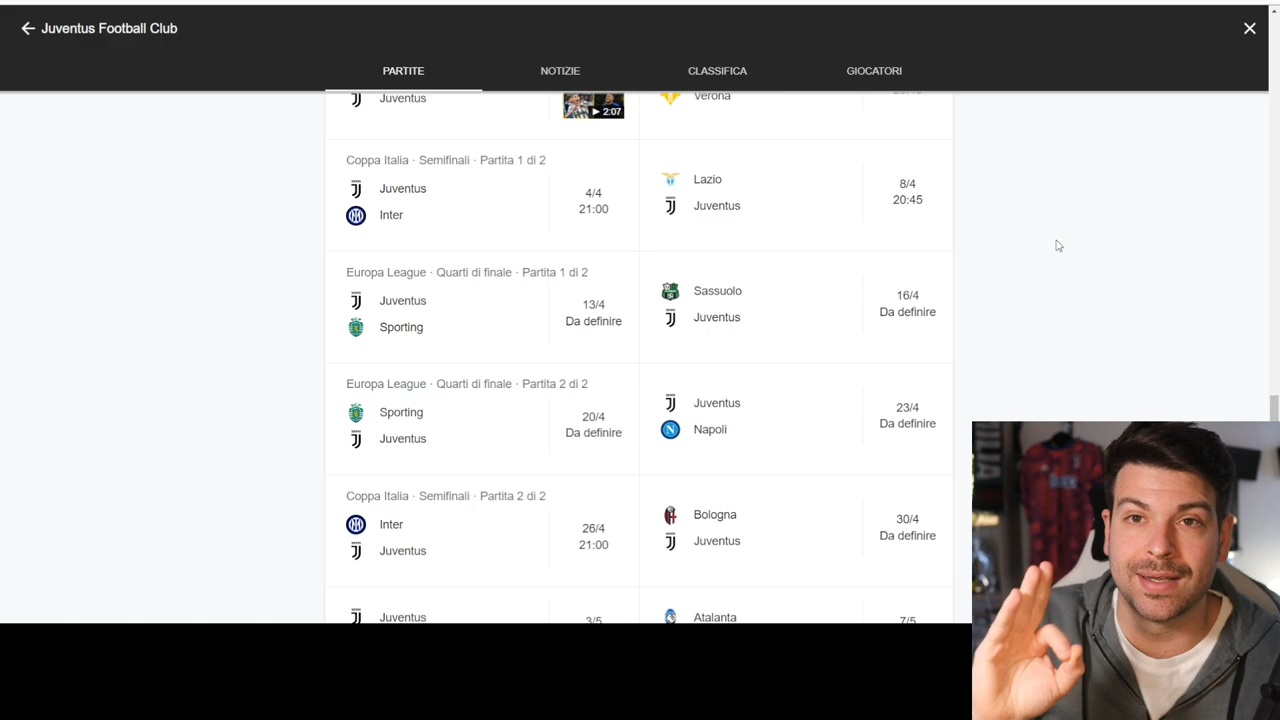 Juventus Football Club
PARTITE
NOTIZIE
CLASSIFICA
GIOCATORI
Juventus
2:07
Verona
Coppa Italia · Semifinali · Partita 1 di 2
Juventus
Inter
4/4
21:00
Lazio
Juventus
8/4
20:45
Europa League · Quarti di finale · Partita 1 di 2
Juventus
Sporting
13/4
Da definire
Sassuolo
Juventus
16/4
Da definire
Europa League · Quarti di finale · Partita 2 di 2
Sporting
Juventus
20/4
Da definire
Juventus
Napoli
23/4
Da definire
Coppa Italia · Semifinali · Partita 2 di 2
Inter
Juventus
26/4
21:00
Bologna
Juventus
30/4
Da definire
Juventus
3/5
Atalanta
7/5